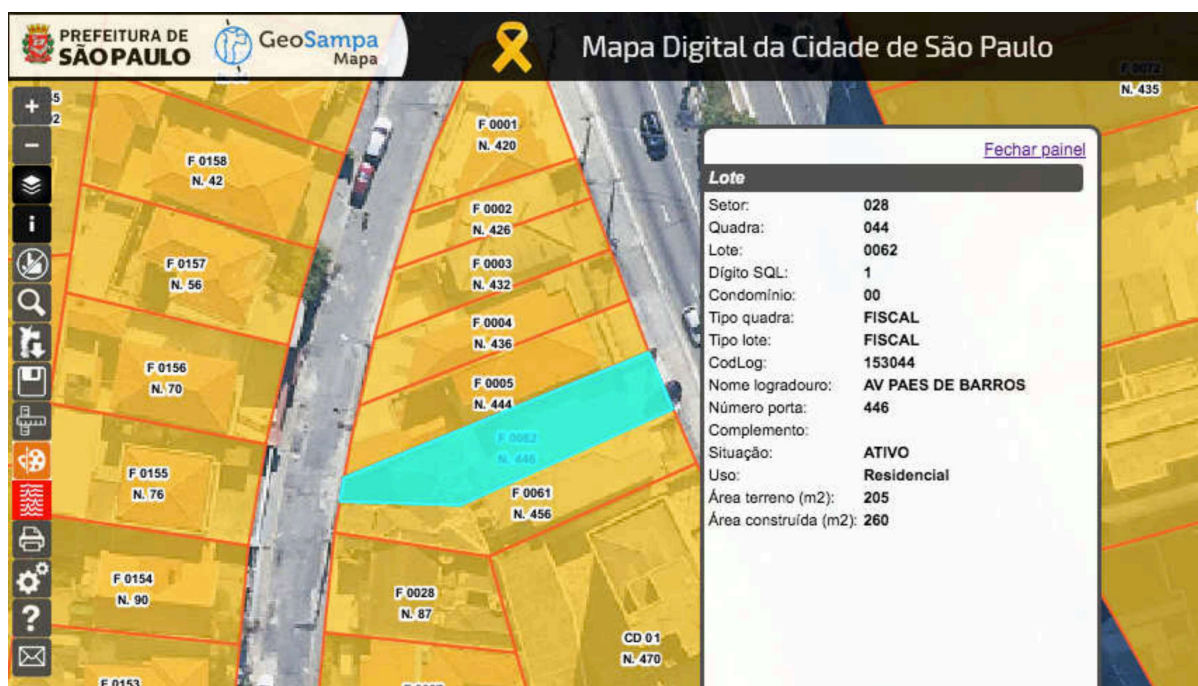 PREFEITURA DE
SÃO PAULO
GeoSampa
Mapa
Mapa Digital da Cidade de São Paulo
F 0072
N. 435
F 0001
N. 420
F 0158
N. 42
F 0002
N. 426
F 0157
N. 56
F 0003
N. 432
F 0004
N. 436
F 0156
N. 70
F 0005
N. 444
F 0062
N. 446
F 0155
N. 76
F 0061
N. 456
F 0154
N. 90
F 0028
N. 87
CD 01
N. 470
F 0153
Fechar painel
Lote
Setor: 028
Quadra: 044
Lote: 0062
Dígito SQL: 1
Condomínio: 00
Tipo quadra: FISCAL
Tipo lote: FISCAL
CodLog: 153044
Nome logradouro: AV PAES DE BARROS
Número porta: 446
Complemento:
Situação: ATIVO
Uso: Residencial
Área terreno (m2): 205
Área construída (m2): 260